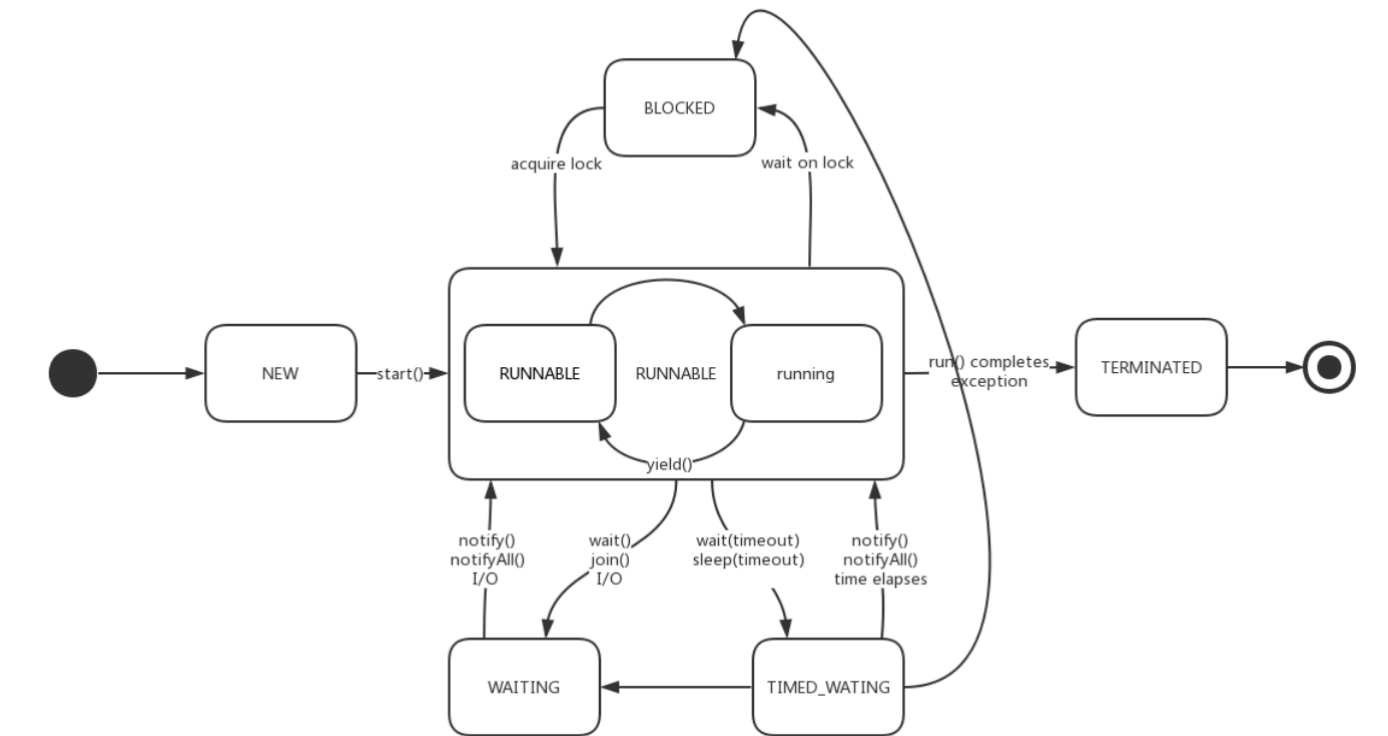 BLOCKED
acquire lock
wait on lock
NEW
start()
RUNNABLE
RUNNABLE
running
yield()
run() completes
exception
TERMINATED
notify()
notifyAll()
I/O
wait()
join()
I/O
wait(timeout)
sleep(timeout)
notify()
notifyAll()
time elapses
WAITING
TIMED_WATING